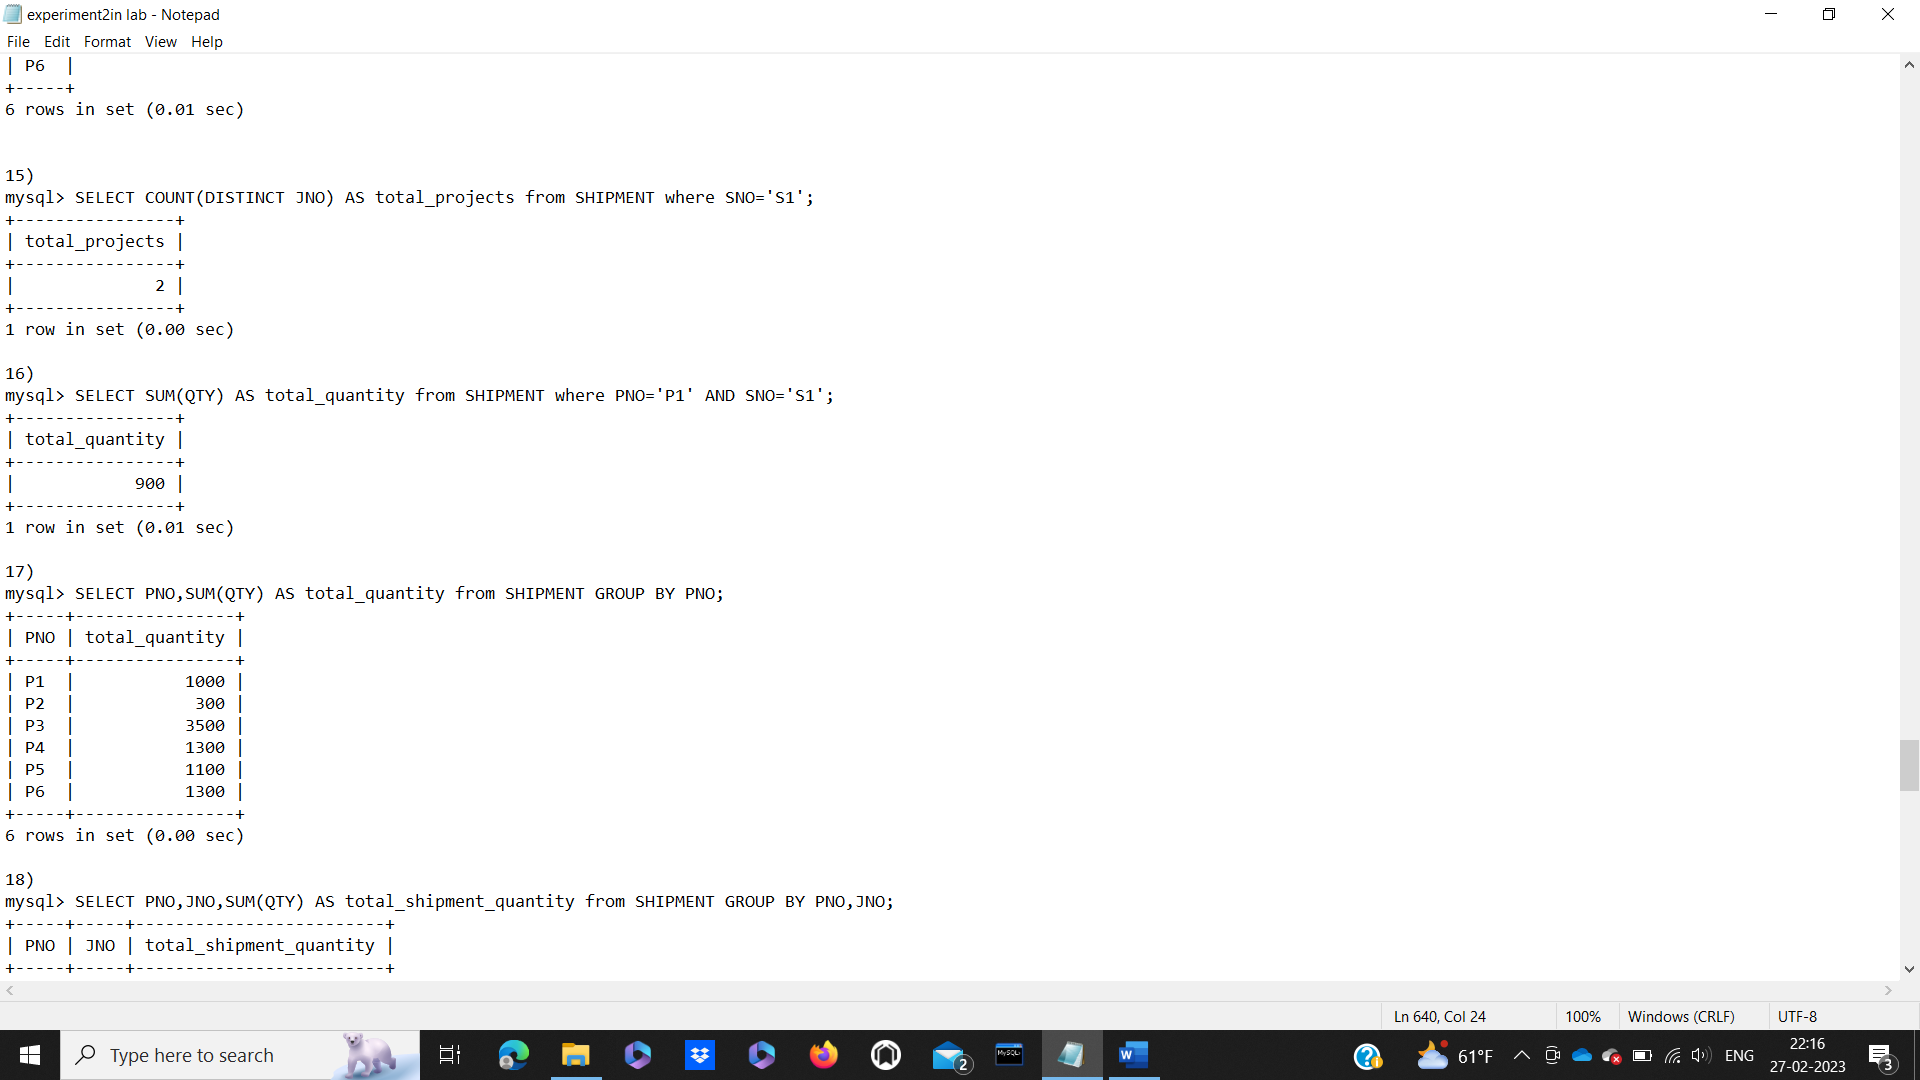 experiment2in lab - Notepad
File Edit Format View Help
| P6  |
+-----+
6 rows in set (0.01 sec)
15)
mysql> SELECT COUNT(DISTINCT JNO) AS total_projects from SHIPMENT where SNO='S1';
+----------------+
| total_projects |
+----------------+
|              2 |
+----------------+
1 row in set (0.00 sec)
16)
mysql> SELECT SUM(QTY) AS total_quantity from SHIPMENT where PNO='P1' AND SNO='S1';
+----------------+
| total_quantity |
+----------------+
|            900 |
+----------------+
1 row in set (0.01 sec)
17)
mysql> SELECT PNO,SUM(QTY) AS total_quantity from SHIPMENT GROUP BY PNO;
+-----+----------------+
| PNO | total_quantity |
+-----+----------------+
| P1  |           1000 |
| P2  |            300 |
| P3  |           3500 |
| P4  |           1300 |
| P5  |           1100 |
| P6  |           1300 |
+-----+----------------+
6 rows in set (0.00 sec)
18)
mysql> SELECT PNO,JNO,SUM(QTY) AS total_shipment_quantity from SHIPMENT GROUP BY PNO,JNO;
+-----+-----+-------------------------+
| PNO | JNO | total_shipment_quantity |
+-----+-----+-------------------------+
Ln 640, Col 24 100% Windows (CRLF) UTF-8
Type here to search
2
W
61°F
ENG
22:16
27-02-2023
3